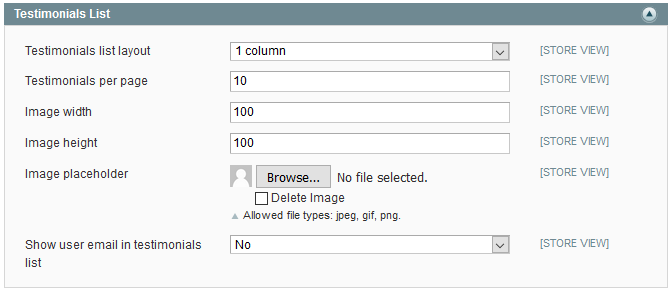 Testimonials List
Testimonials list layout 1 column [STORE VIEW]
Testimonials per page 10 [STORE VIEW]
Image width 100 [STORE VIEW]
Image height 100 [STORE VIEW]
Image placeholder Browse... No file selected. [STORE VIEW]
Delete Image
Allowed file types: jpeg, gif, png.
Show user email in testimonials No [STORE VIEW]
list